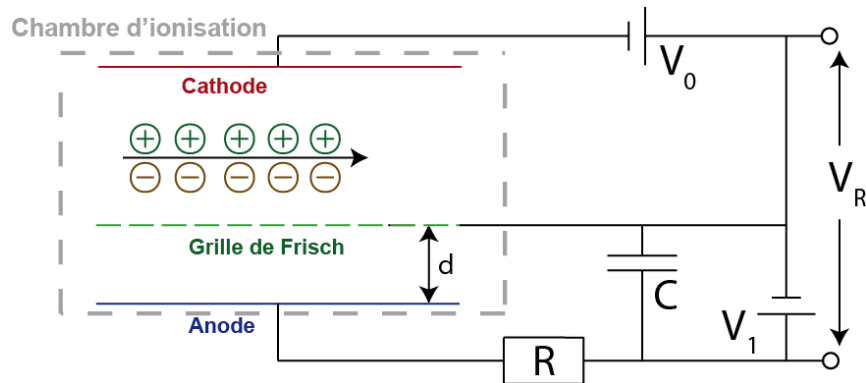 Chambre d'ionisation
Cathode
V0
+ + + + +
− − − − −
VR
Grille de Frisch
d
C
Anode
V1
R